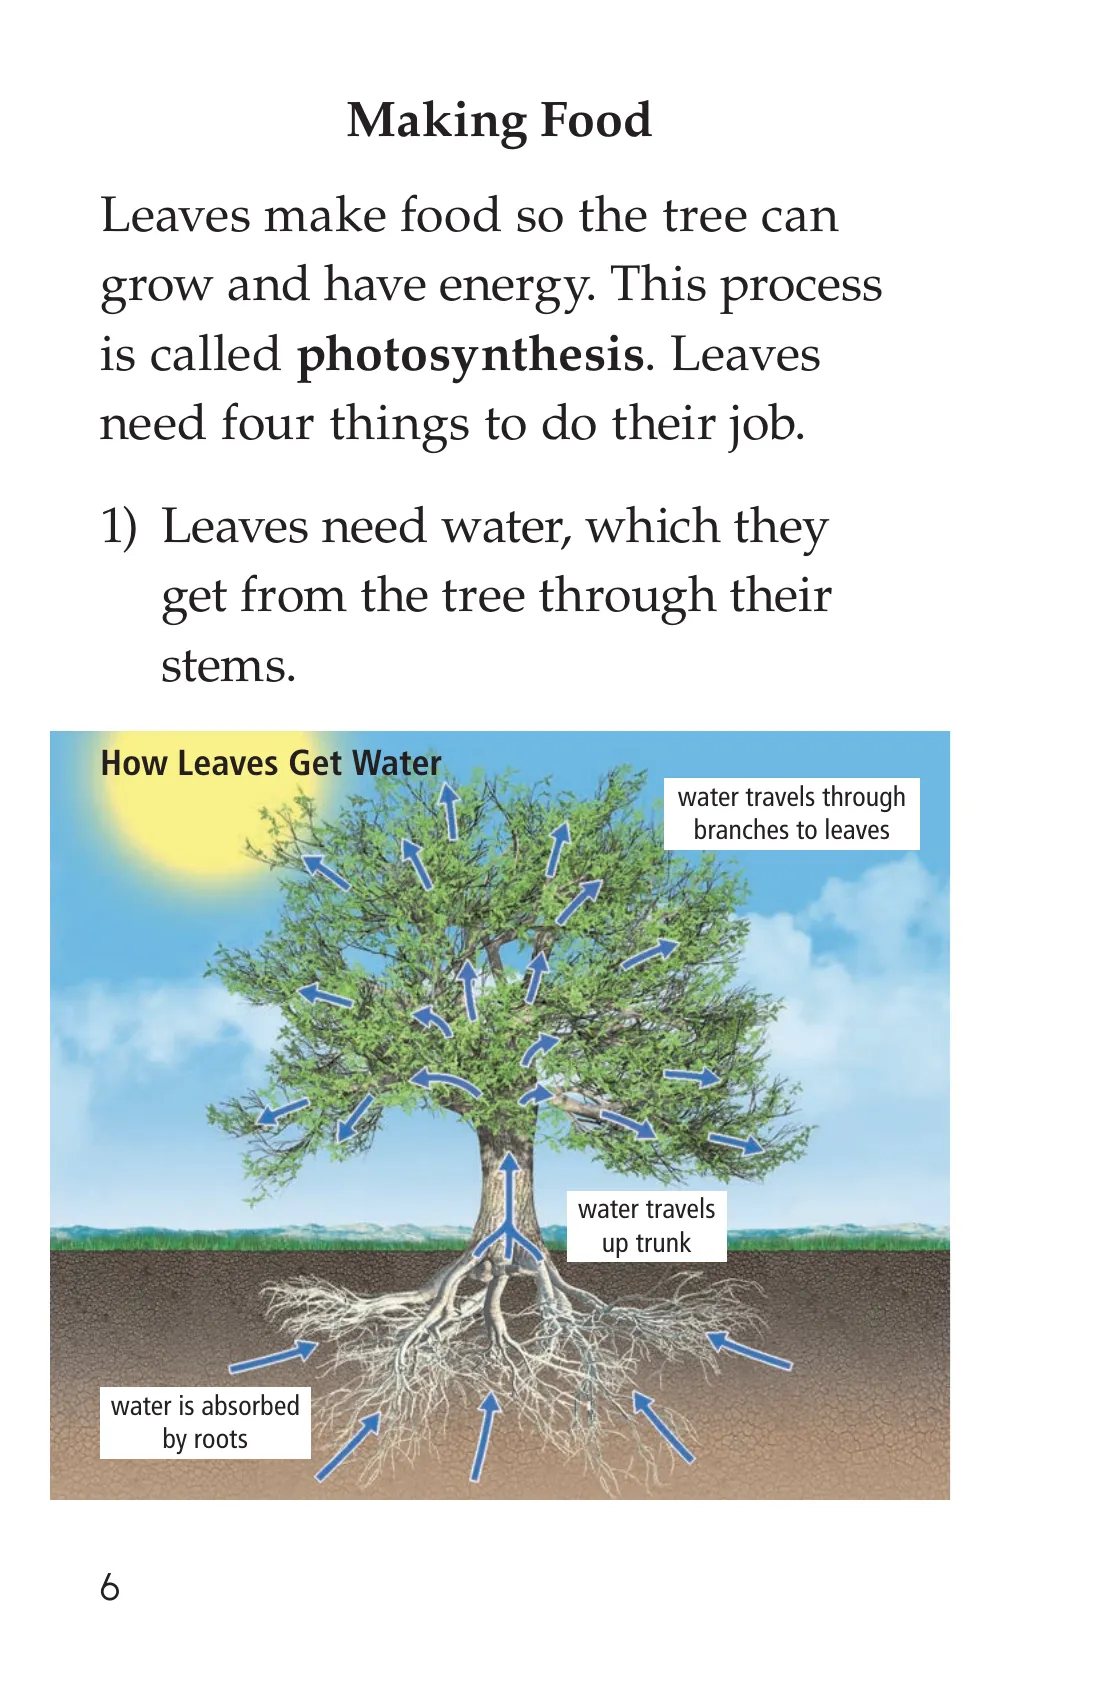 Making Food
Leaves make food so the tree can
grow and have energy. This process
is called photosynthesis. Leaves
need four things to do their job.
1) Leaves need water, which they
get from the tree through their
stems.
How Leaves Get Water
water travels through
branches to leaves
water travels
up trunk
water is absorbed
by roots
6